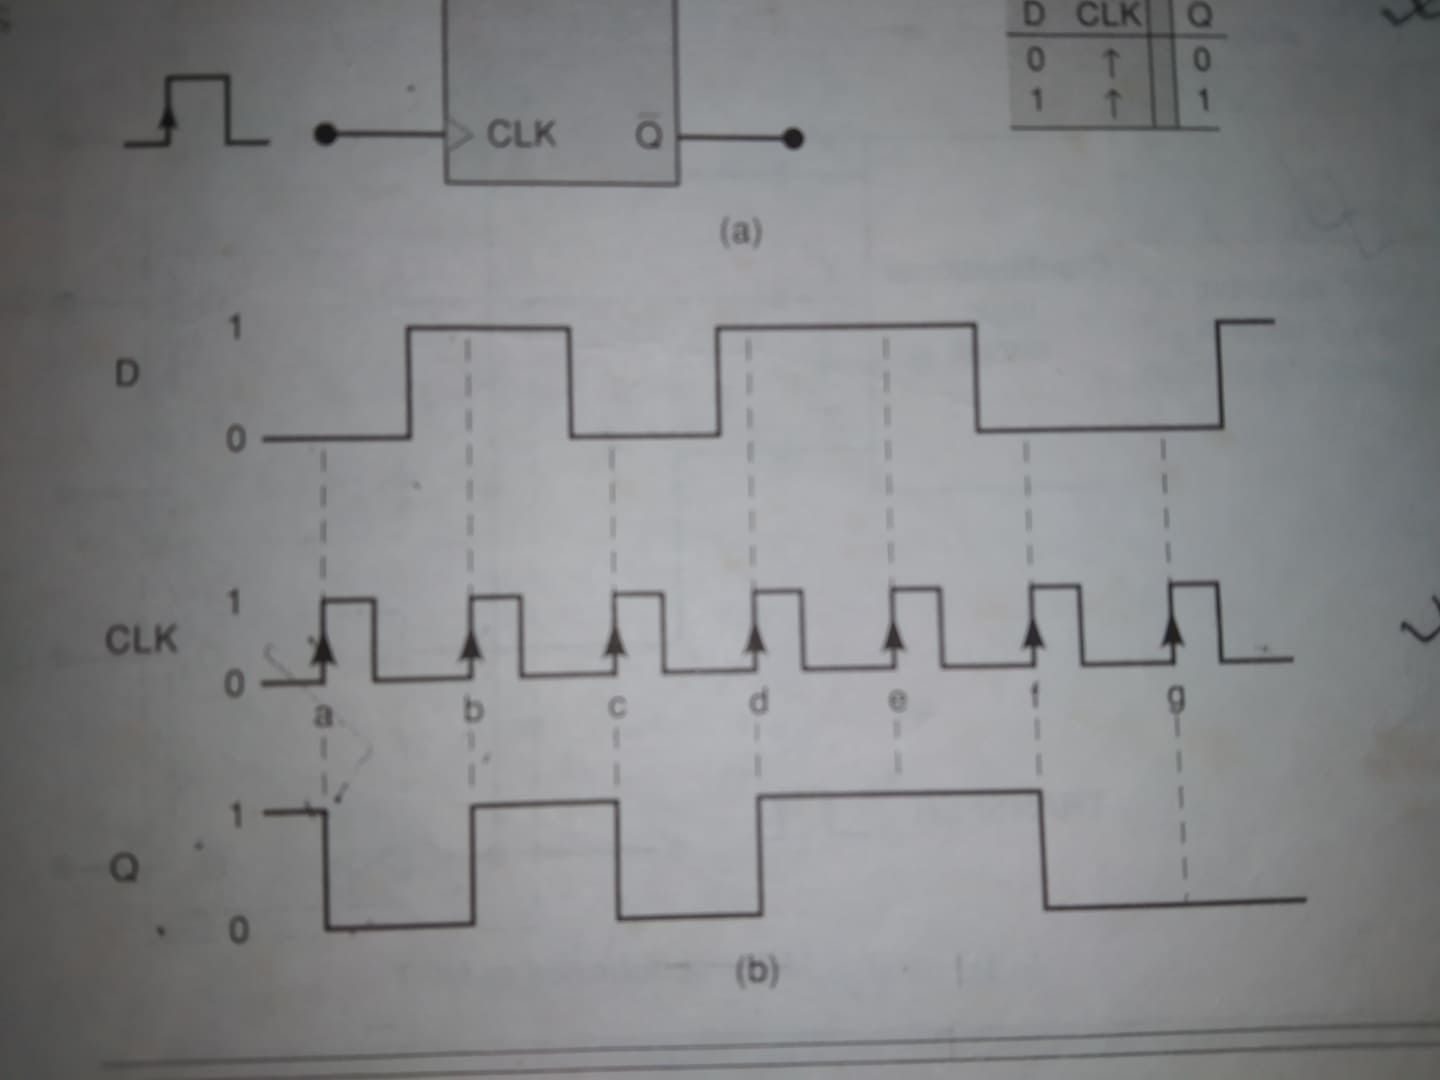 D CLK Q
0 ↑ 0
1 ↑ 1
CLK Q̅
(a)
1
D
0
1
CLK
0
a b c d e f g
1
Q
0
(b)